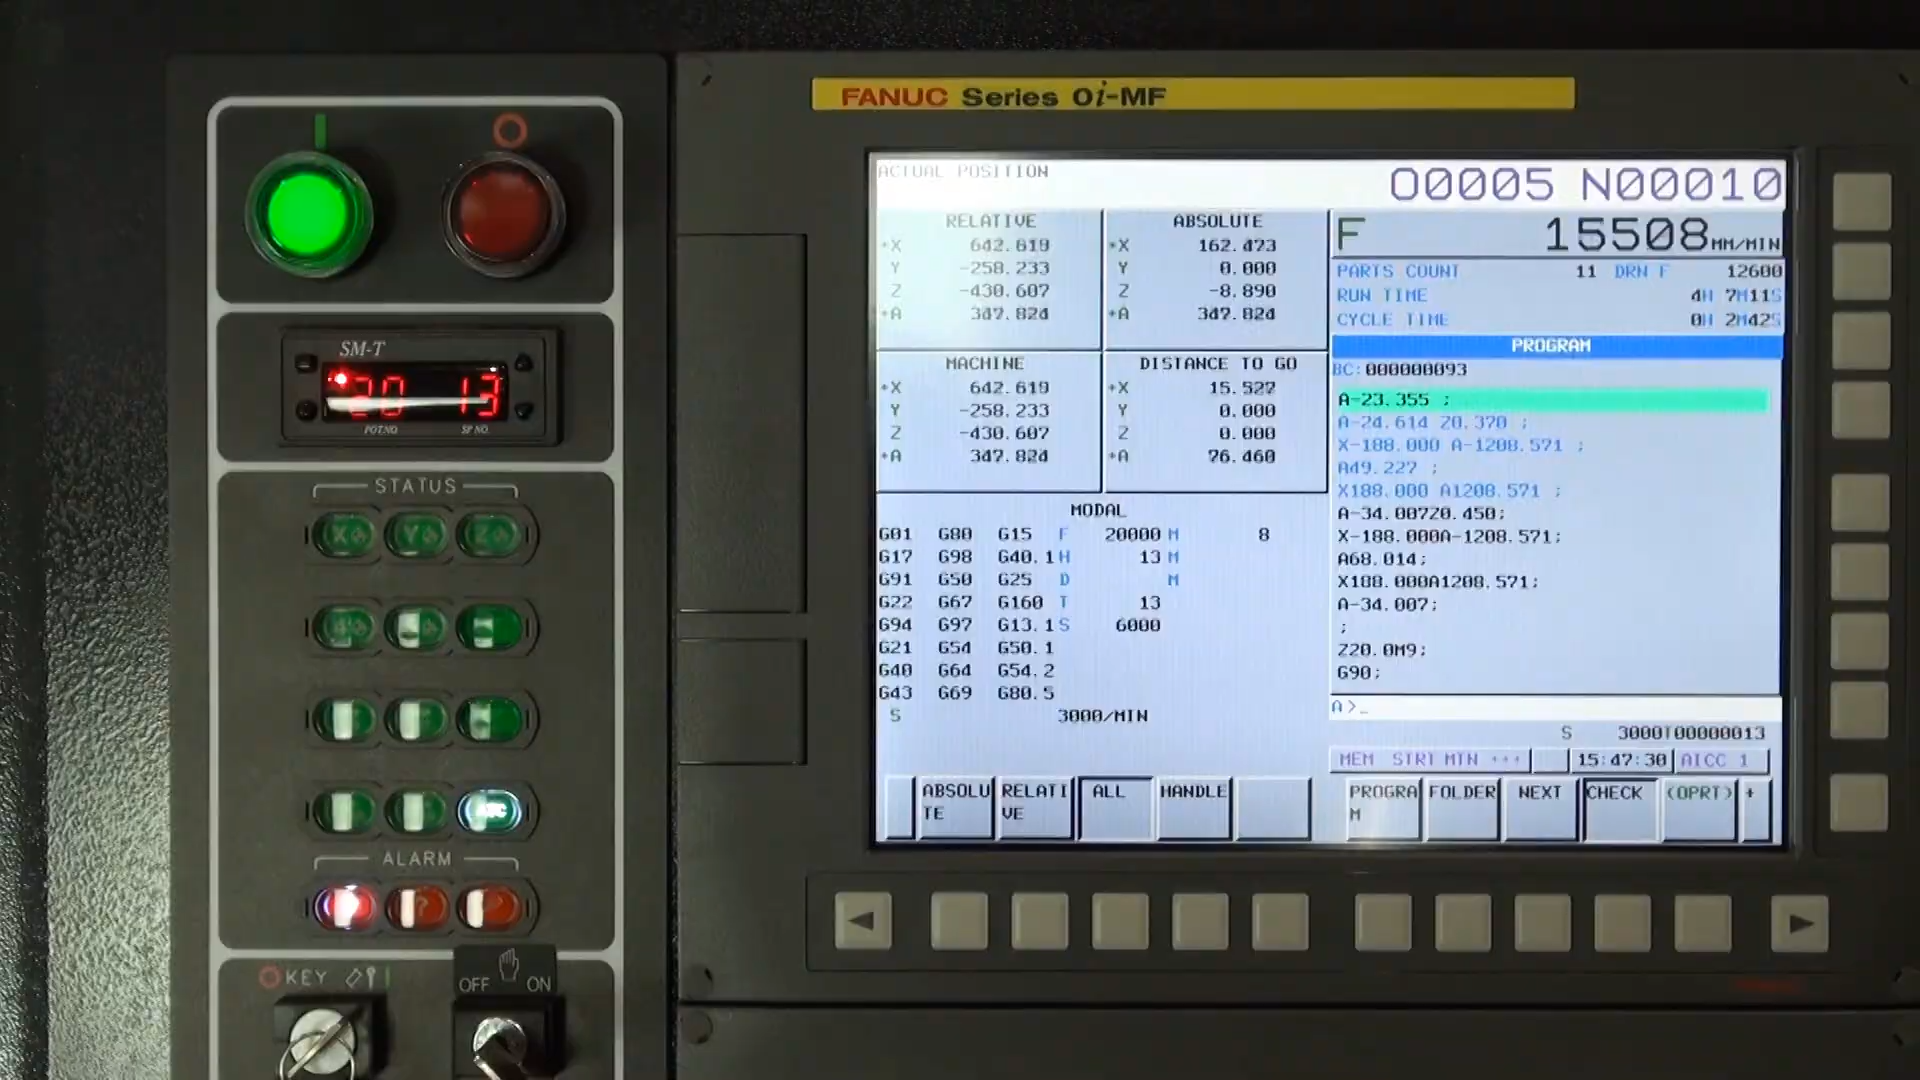 FANUC Series 0i-MF
ACTUAL POSITION
O0005 N00010
RELATIVE
X 642.619
Y -258.233
Z -430.607
A 347.824
ABSOLUTE
X 162.473
Y 0.000
Z -8.890
A 347.824
MACHINE
X 642.619
Y -258.233
Z -430.607
A 347.824
DISTANCE TO GO
X 15.527
Y 0.000
Z 0.000
A 76.460
MODAL
G01 G80 G15 F 20000 M 8
G17 G98 G40.1 H 13 M
G91 G50 G25 D M
G22 G67 G160 T 13
G94 G97 G13.1 S 6000
G21 G54 G50.1
G40 G64 G54.2
G43 G69 G80.5
S 3000/MIN
F 15508 MM/MIN
PARTS COUNT 11 DRN F 12600
RUN TIME 4H 7M11S
CYCLE TIME 0H 2M42S
PROGRAM
BC:000000093
A-23.355 ;
A-24.614 Z0.370 ;
X-188.000 A-1208.571 ;
A49.227 ;
X188.000 A1208.571 ;
A-34.007Z0.450;
X-188.000A-1208.571;
A68.014;
X188.000A1208.571;
A-34.007;
;
Z20.0M9;
G90;
A>_
S 3000T00000013
MEM STRT MTN *** 15:47:30 AICC 1
ABSOLUTE RELATIVE ALL HANDLE
PROGRAM FOLDER NEXT CHECK (OPRT) +
SM-T
20 13
POT.NO. SP NO.
STATUS
X Y Z
ALARM
KEY
OFF ON